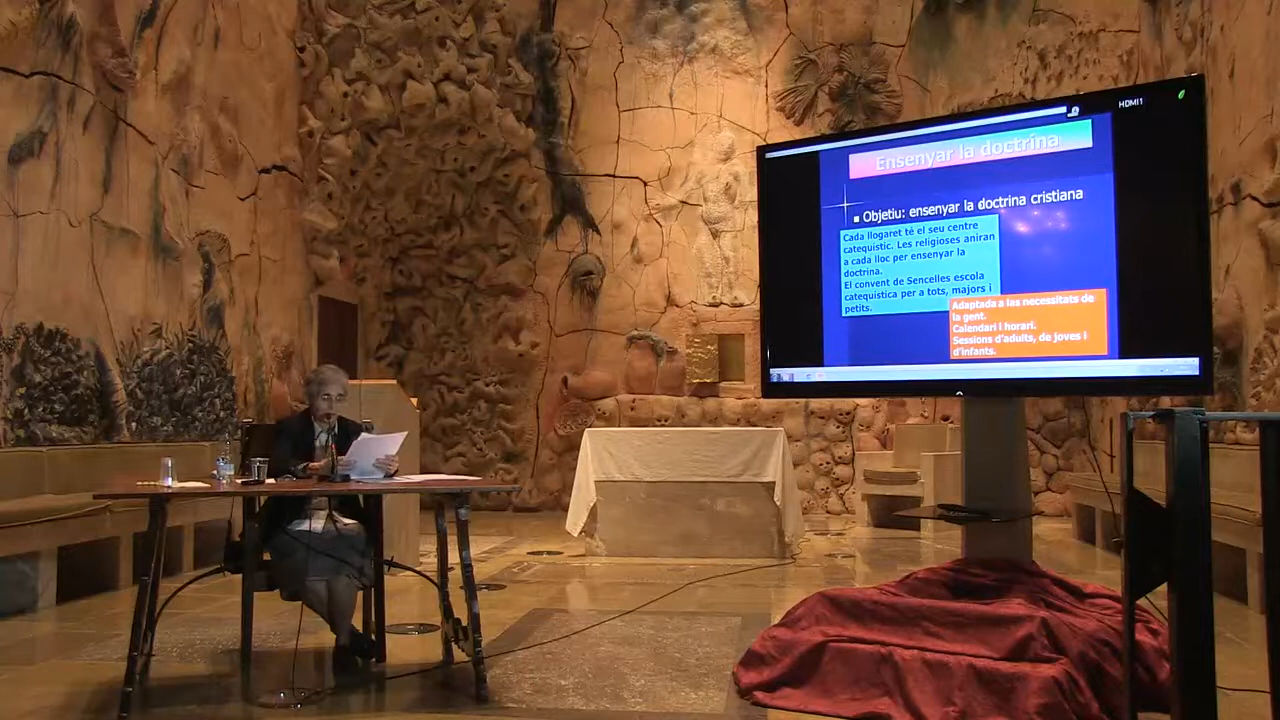 HDMI1
Ensenyar la doctrina
Objetiu: ensenyar la doctrina cristiana
Cada llogaret té el seu centre
catequístic. Les religioses aniran
a cada lloc per ensenyar la
doctrina.
El convent de Sencelles escola
catequística per a tots, majors i
petits.
Adaptada a las necessitats de
la gent.
Calendari i horari.
Sessions d'adults, de joves i
d'infants.